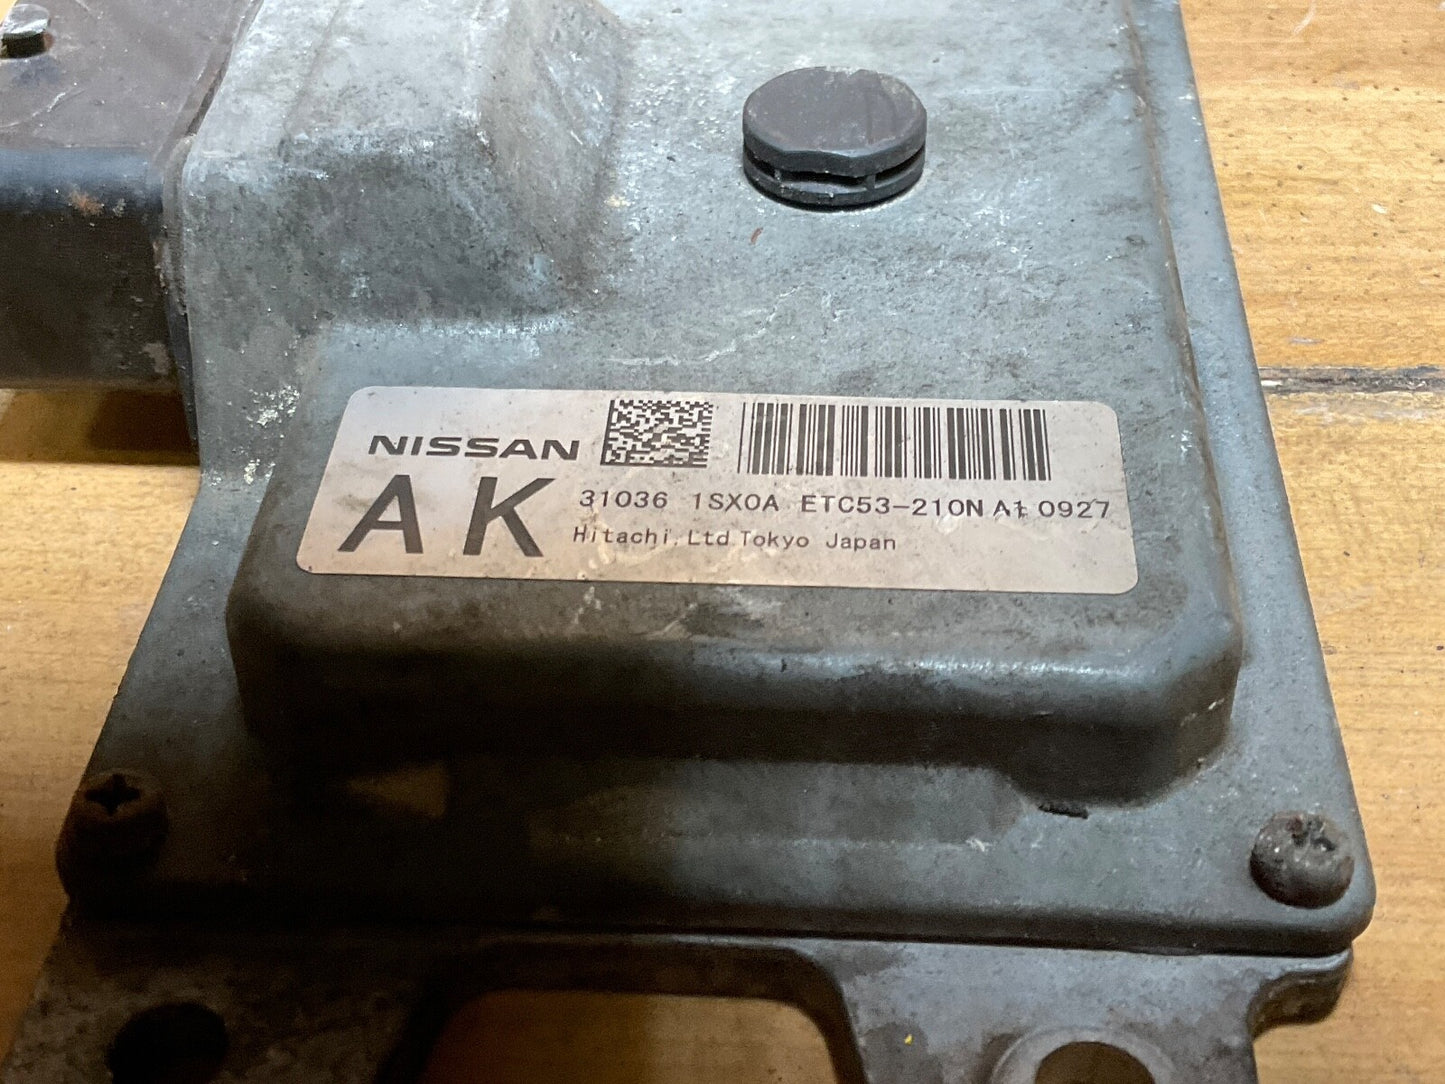 NISSAN
AK 31036 1SX0A ETC53-210N A1 0927
Hitachi, Ltd Tokyo Japan